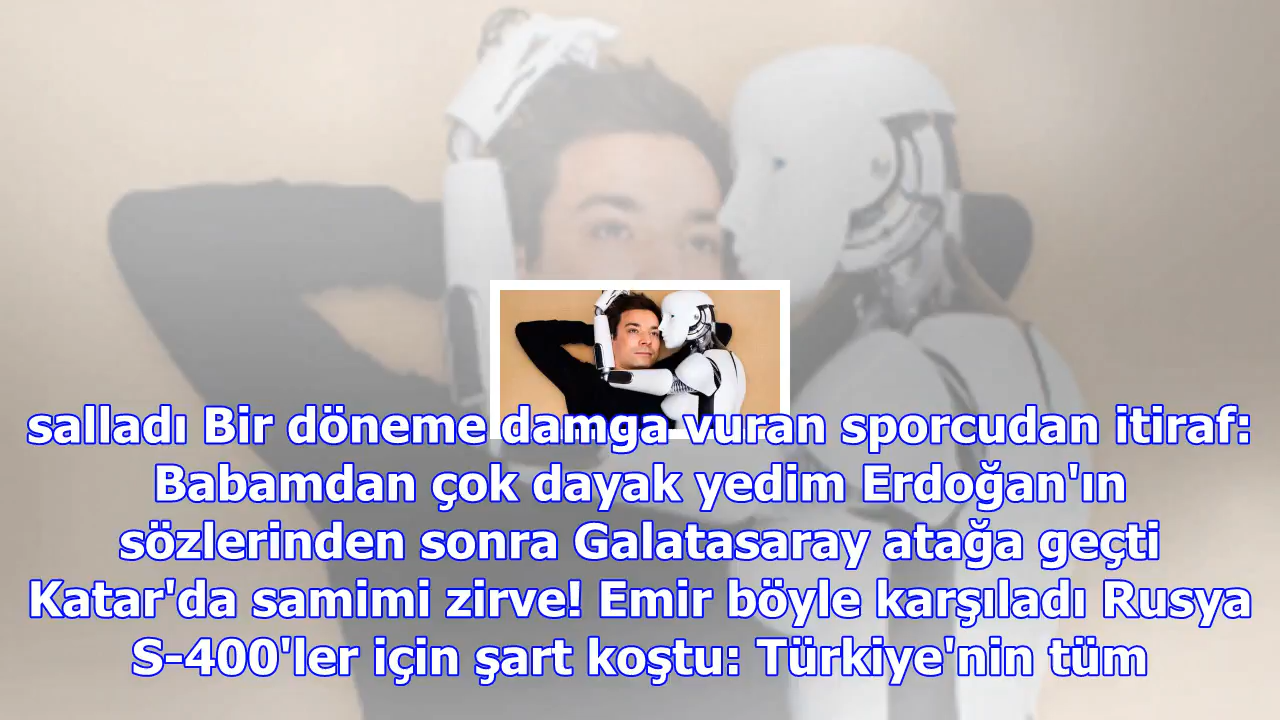 salladı Bir döneme damga vuran sporcudan itiraf:
Babamdan çok dayak yedim Erdoğan'ın
sözlerinden sonra Galatasaray atağa geçti
Katar'da samimi zirve! Emir böyle karşıladı Rusya
S-400'ler için şart koştu: Türkiye'nin tüm